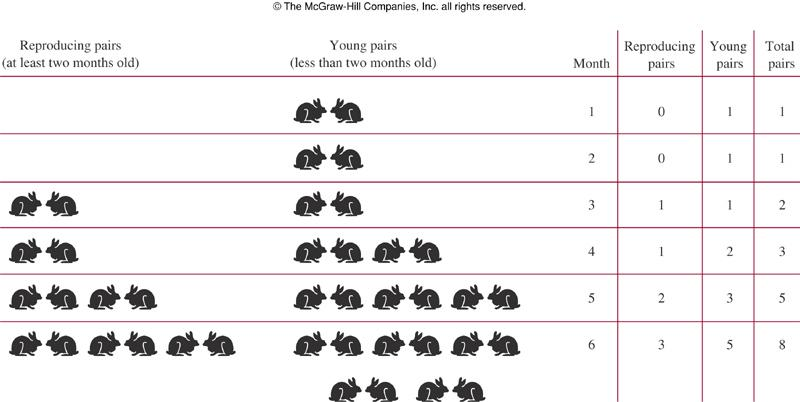 © The McGraw-Hill Companies, Inc. all rights reserved.
Reproducing pairs
(at least two months old)
Young pairs
(less than two months old)
Month
Reproducing
pairs
Young
pairs
Total
pairs
1 0 1 1
2 0 1 1
3 1 1 2
4 1 2 3
5 2 3 5
6 3 5 8